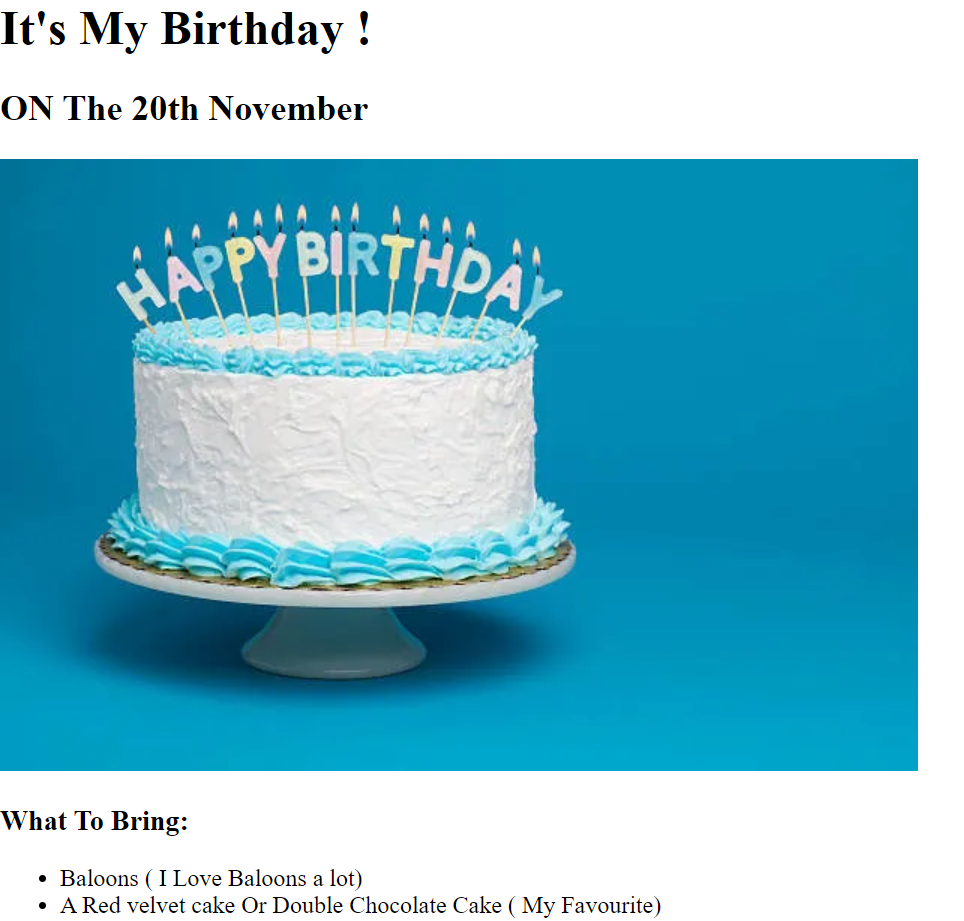 It's My Birthday !
ON The 20th November
HAPPY BIRTHDAY
What To Bring:
• Baloons ( I Love Baloons a lot)
• A Red velvet cake Or Double Chocolate Cake ( My Favourite)